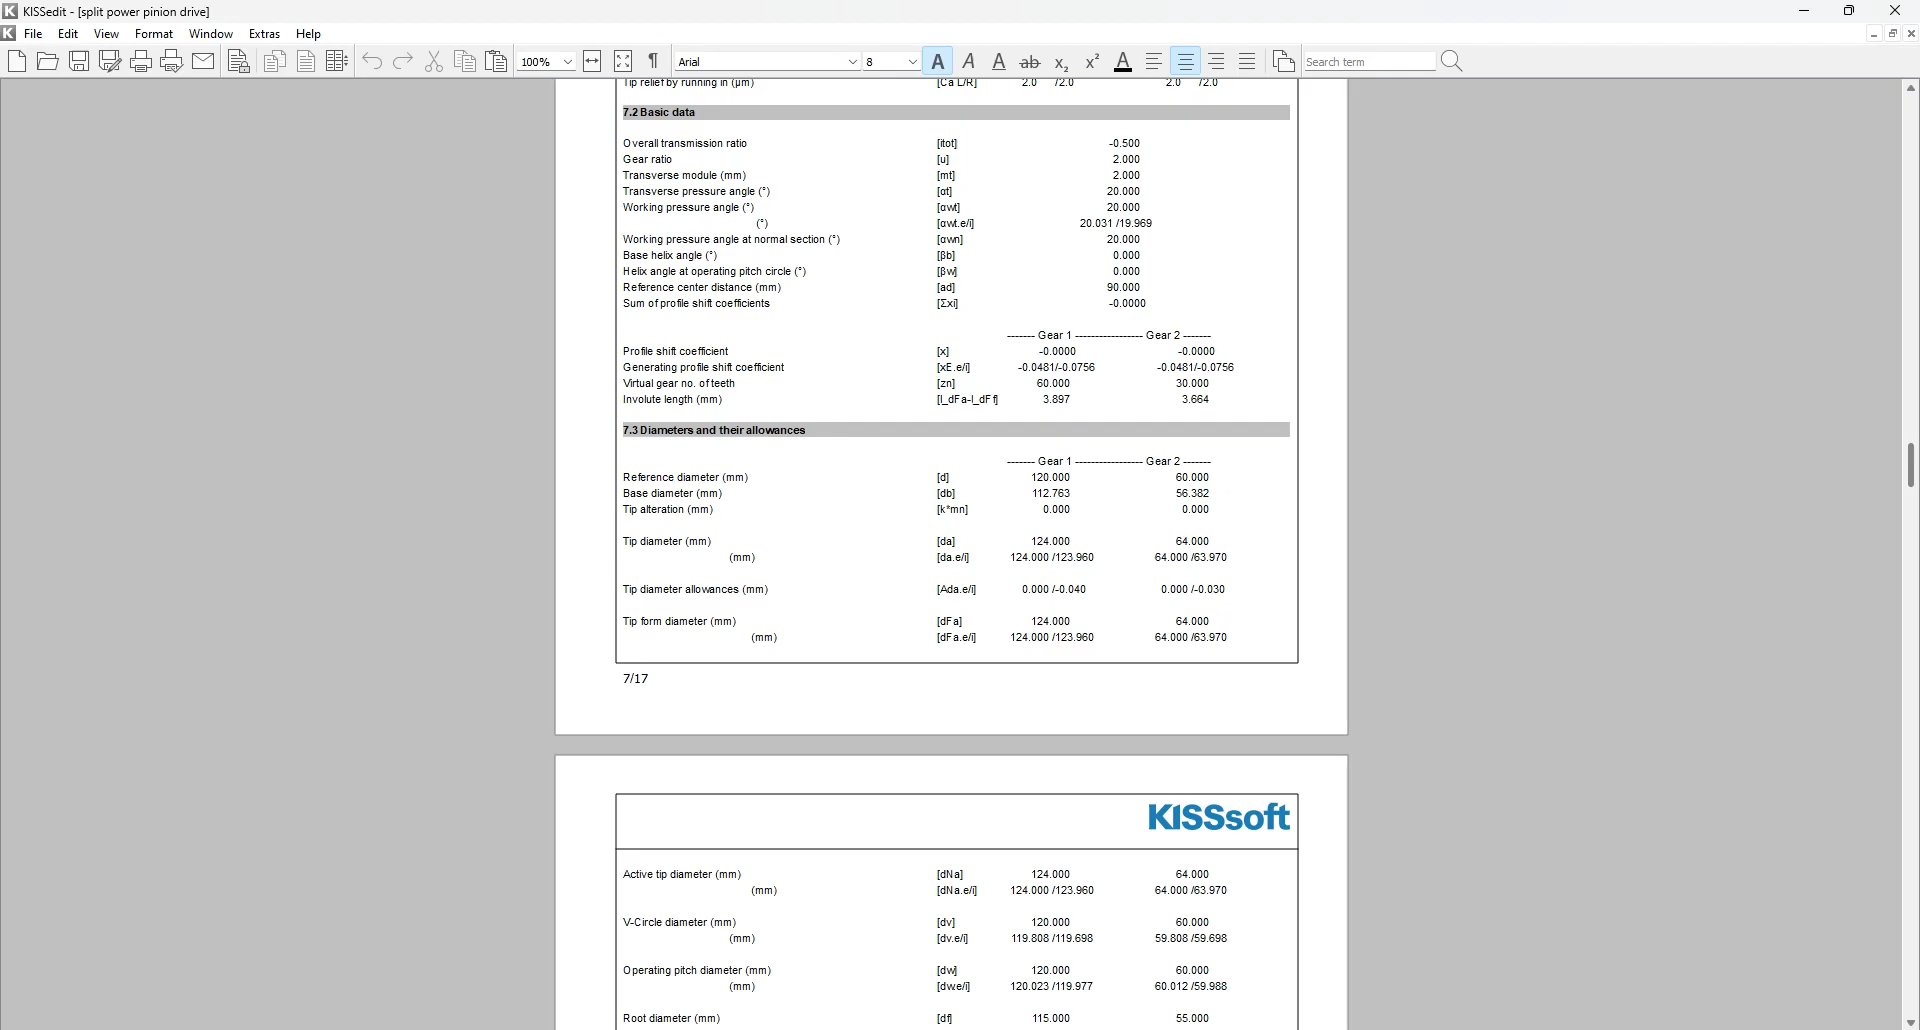 KISSedit - [split power pinion drive]
File Edit View Format Window Extras Help
100% Arial 8 Search term
Tip relief by running in (µm) [Ca L/R] 2.0 /2.0 2.0 /2.0
7.2 Basic data
Overall transmission ratio [itot] -0.500
Gear ratio [u] 2.000
Transverse module (mm) [mt] 2.000
Transverse pressure angle (°) [αt] 20.000
Working pressure angle (°) [αwt] 20.000
(°) [αwt.e/i] 20.031 /19.969
Working pressure angle at normal section (°) [αwn] 20.000
Base helix angle (°) [βb] 0.000
Helix angle at operating pitch circle (°) [βw] 0.000
Reference center distance (mm) [ad] 90.000
Sum of profile shift coefficients [Σxi] -0.0000
------- Gear 1 ----------------- Gear 2 -------
Profile shift coefficient [x] -0.0000 -0.0000
Generating profile shift coefficient [xE.e/i] -0.0481/-0.0756 -0.0481/-0.0756
Virtual gear no. of teeth [zn] 60.000 30.000
Involute length (mm) [l_dFa-l_dFf] 3.897 3.664
7.3 Diameters and their allowances
------- Gear 1 ----------------- Gear 2 -------
Reference diameter (mm) [d] 120.000 60.000
Base diameter (mm) [db] 112.763 56.382
Tip alteration (mm) [k*mn] 0.000 0.000
Tip diameter (mm) [da] 124.000 64.000
(mm) [da.e/i] 124.000 /123.960 64.000 /63.970
Tip diameter allowances (mm) [Ada.e/i] 0.000 /-0.040 0.000 /-0.030
Tip form diameter (mm) [dFa] 124.000 64.000
(mm) [dFa.e/i] 124.000 /123.960 64.000 /63.970
7/17
KISSsoft
Active tip diameter (mm) [dNa] 124.000 64.000
(mm) [dNa.e/i] 124.000 /123.960 64.000 /63.970
V-Circle diameter (mm) [dv] 120.000 60.000
(mm) [dv.e/i] 119.808 /119.698 59.808 /59.698
Operating pitch diameter (mm) [dw] 120.000 60.000
(mm) [dw.e/i] 120.023 /119.977 60.012 /59.988
Root diameter (mm) [df] 115.000 55.000